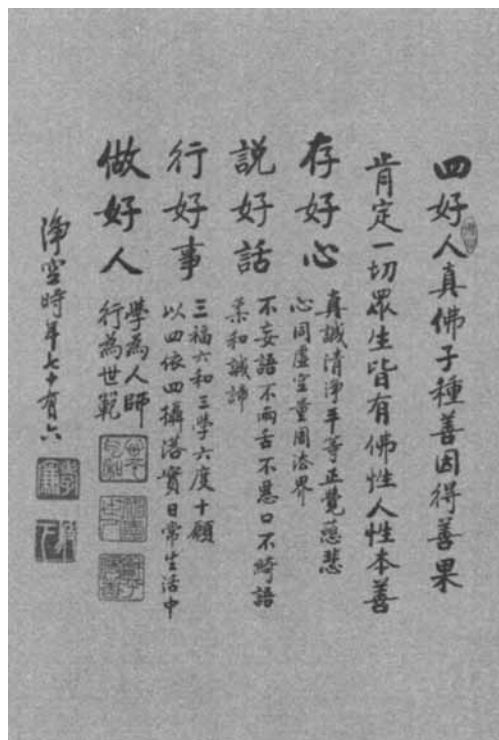 四好人真佛子種善因得善果
肯定一切眾生皆有佛性人性本善
存好心
真誠清淨平等正覺慈悲
心同虛空量周法界
說好話
不妄語不兩舌不惡口不綺語
柔和誠諦
行好事
三福六和三學六度十願
以四依四攝落實日常生活中
做好人
學為人師
行為世範
淨空時年七十有六